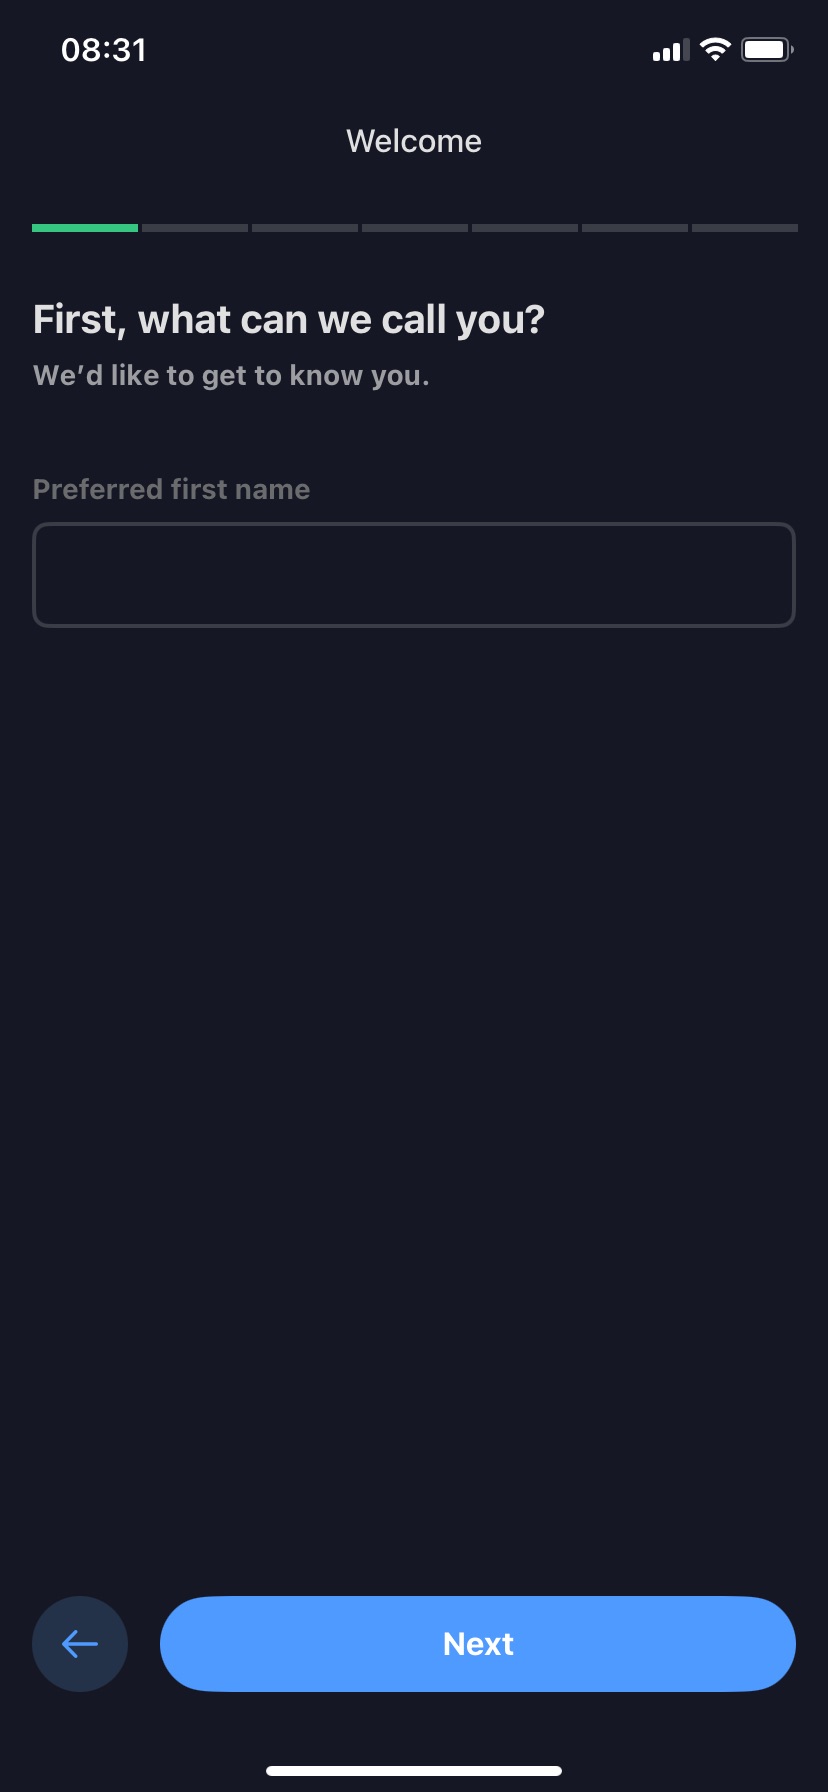 08:31
Welcome
First, what can we call you?
We’d like to get to know you.
Preferred first name
Next